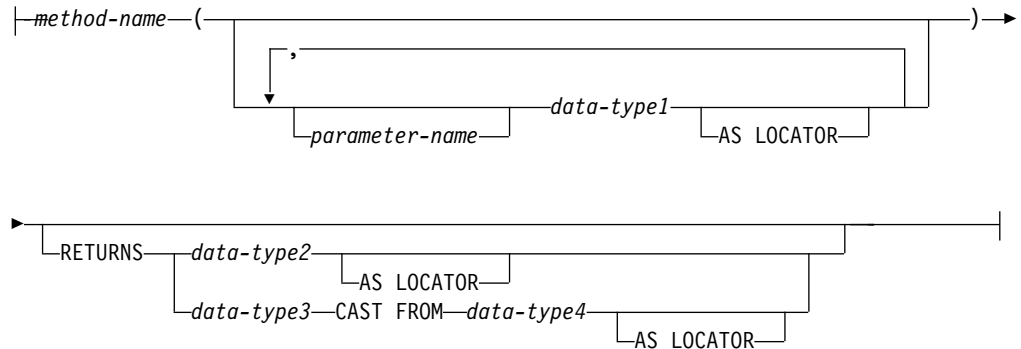 method-name ( )
,
data-type1
parameter-name AS LOCATOR
RETURNS data-type2
AS LOCATOR
data-type3 CAST FROM data-type4
AS LOCATOR